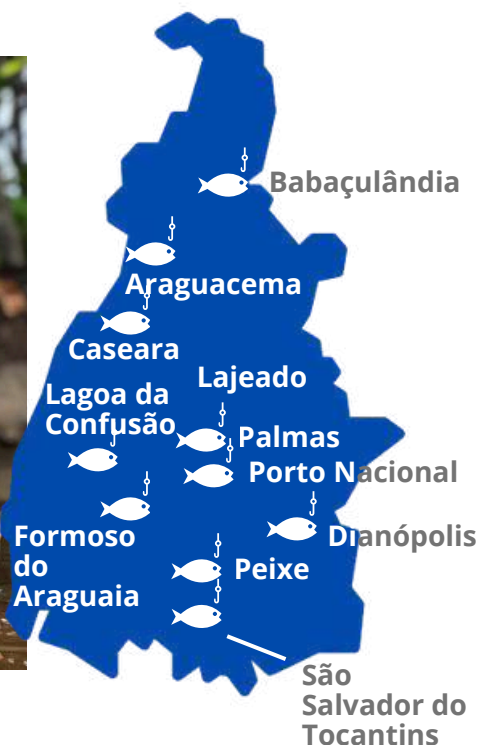 Babaçulândia
Araguacema
Caseara
Lajeado
Lagoa da
Confusão
Palmas
Porto Nacional
Dianópolis
Formoso
do
Araguaia
Peixe
São
Salvador do
Tocantins